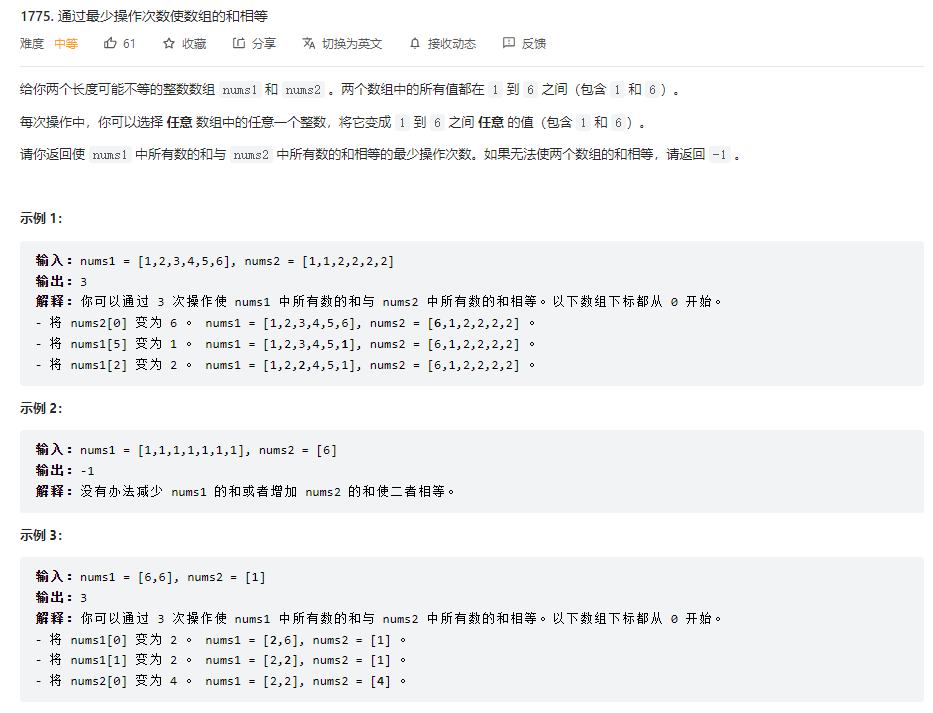 1775. 通过最少操作次数使数组的和相等
难度 中等 61 收藏 分享 切换为英文 接收动态 反馈
给你两个长度可能不等的整数数组 nums1 和 nums2 。两个数组中的所有值都在 1 到 6 之间（包含 1 和 6 ）。
每次操作中，你可以选择 任意 数组中的任意一个整数，将它变成 1 到 6 之间 任意 的值（包含 1 和 6 ）。
请你返回使 nums1 中所有数的和与 nums2 中所有数的和相等的最少操作次数。如果无法使两个数组的和相等，请返回 -1 。
示例 1：
输入：nums1 = [1,2,3,4,5,6], nums2 = [1,1,2,2,2,2]
输出：3
解释：你可以通过 3 次操作使 nums1 中所有数的和与 nums2 中所有数的和相等。以下数组下标都从 0 开始。
- 将 nums2[0] 变为 6 。 nums1 = [1,2,3,4,5,6], nums2 = [6,1,2,2,2,2] 。
- 将 nums1[5] 变为 1 。 nums1 = [1,2,3,4,5,1], nums2 = [6,1,2,2,2,2] 。
- 将 nums1[2] 变为 2 。 nums1 = [1,2,2,4,5,1], nums2 = [6,1,2,2,2,2] 。
示例 2：
输入：nums1 = [1,1,1,1,1,1,1], nums2 = [6]
输出：-1
解释：没有办法减少 nums1 的和或者增加 nums2 的和使二者相等。
示例 3：
输入：nums1 = [6,6], nums2 = [1]
输出：3
解释：你可以通过 3 次操作使 nums1 中所有数的和与 nums2 中所有数的和相等。以下数组下标都从 0 开始。
- 将 nums1[0] 变为 2 。 nums1 = [2,6], nums2 = [1] 。
- 将 nums1[1] 变为 2 。 nums1 = [2,2], nums2 = [1] 。
- 将 nums2[0] 变为 4 。 nums1 = [2,2], nums2 = [4] 。